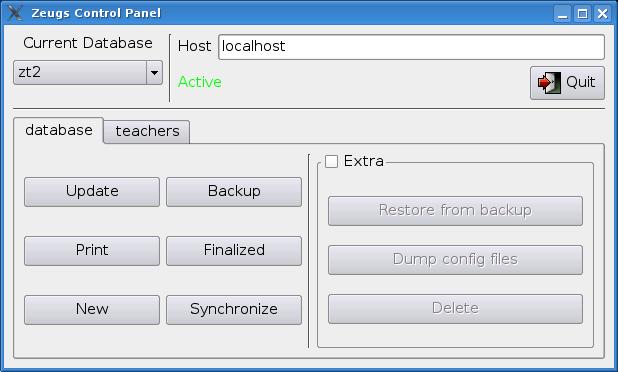 Zeugs Control Panel
Current Database
Host localhost
zt2
Active
Quit
database teachers
Extra
Update Backup
Restore from backup
Print Finalized
Dump config files
New Synchronize
Delete